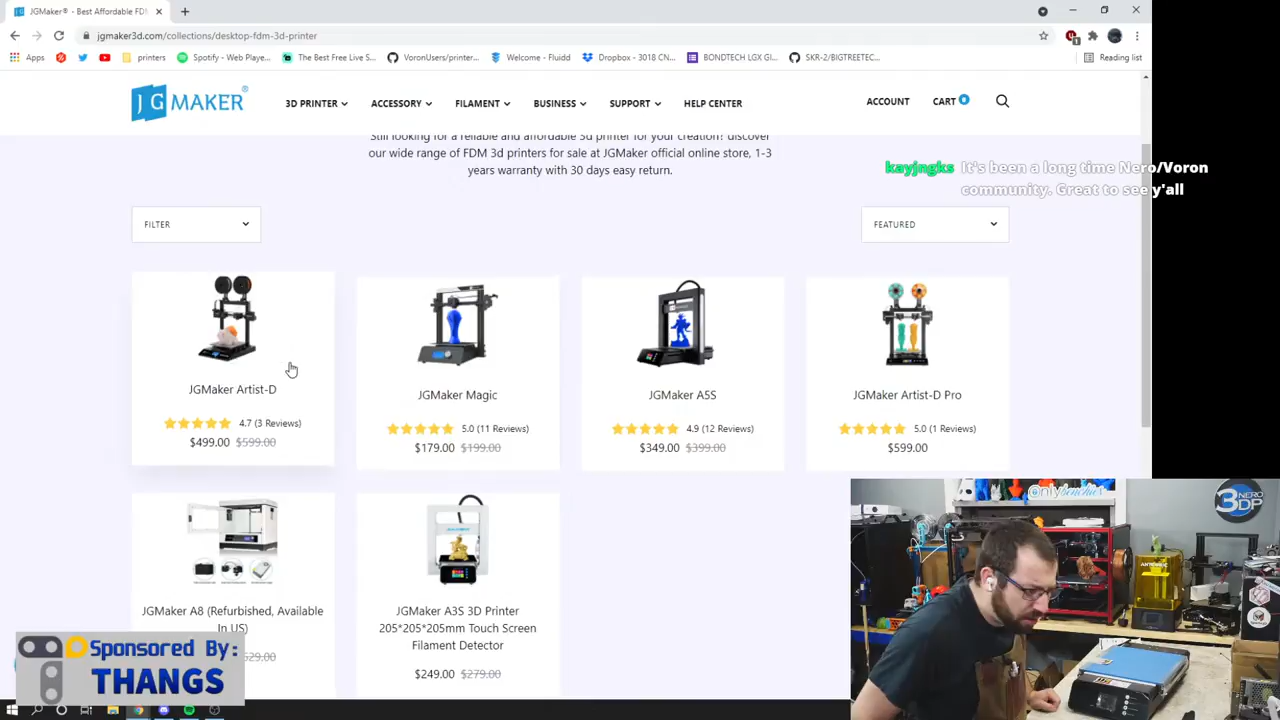 JGMaker® - Best Affordable FDM
jgmaker3d.com/collections/desktop-fdm-3d-printer
Apps
printers
Spotify - Web Playe...
The Best Free Live S...
VoronUsers/printer...
Welcome - Fluidd
Dropbox - 3018 CN...
BONDTECH LGX GI...
SKR-2/BIGTREETEC...
Reading list
JGMAKER®
3D PRINTER
ACCESSORY
FILAMENT
BUSINESS
SUPPORT
HELP CENTER
ACCOUNT
CART 0
Still looking for a reliable and affordable 3d printer for your creation? discover
our wide range of FDM 3d printers for sale at JGMaker official online store, 1-3
years warranty with 30 days easy return.
kayjngks It's been a long time Nero/Voron
community. Great to see y'all
FILTER
FEATURED
JGMaker Artist-D
4.7 (3 Reviews)
$499.00 $599.00
JGMaker Magic
5.0 (11 Reviews)
$179.00 $199.00
JGMaker A5S
4.9 (12 Reviews)
$349.00 $399.00
JGMaker Artist-D Pro
5.0 (1 Reviews)
$599.00
JGMaker A8 (Refurbished, Available
In US)
JGMaker A3S 3D Printer
205*205*205mm Touch Screen
Filament Detector
$249.00 $279.00
Sponsored By:
THANGS
Onlybenchies
NERO
3DP